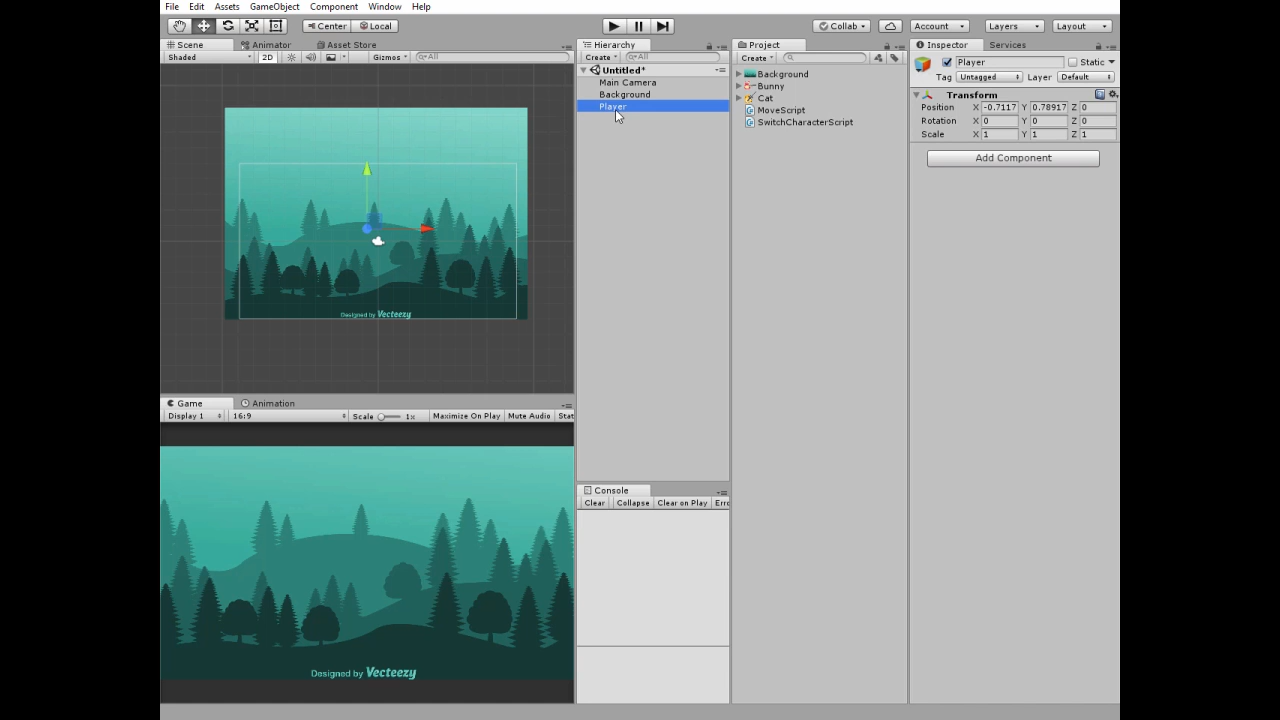 File Edit Assets GameObject Component Window Help
Center Local Collab Account Layers Layout
Scene Animator Asset Store Hierarchy Project Inspector Services
Shaded 2D Gizmos All Create All Create Player Static
Untitled* Background Tag Untagged Layer Default
Main Camera Bunny
Background Cat Transform
Player MoveScript Position X -0.7117 Y 0.78917 Z 0
SwitchCharacterScript Rotation X 0 Y 0 Z 0
Scale X 1 Y 1 Z 1
Add Component
Designed by Vecteezy
Game Animation
Display 1 16:9 Scale 1x Maximize On Play Mute Audio Stat
Console
Clear Collapse Clear on Play Erro
Designed by Vecteezy